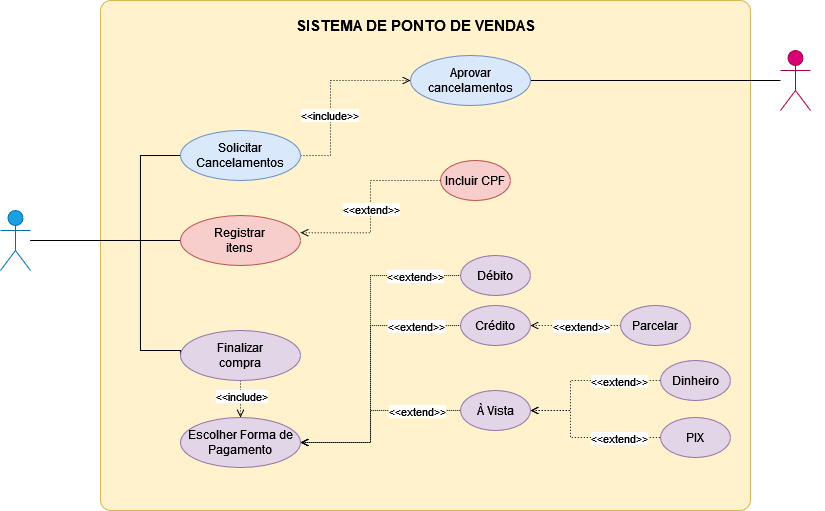 SISTEMA DE PONTO DE VENDAS
Aprovar
cancelamentos
<<include>>
Solicitar
Cancelamentos
Incluir CPF
<<extend>>
Registrar
itens
Débito
<<extend>>
Crédito
<<extend>>
Parcelar
<<extend>>
Finalizar
compra
<<include>>
Dinheiro
<<extend>>
À Vista
<<extend>>
PIX
<<extend>>
Escolher Forma de
Pagamento